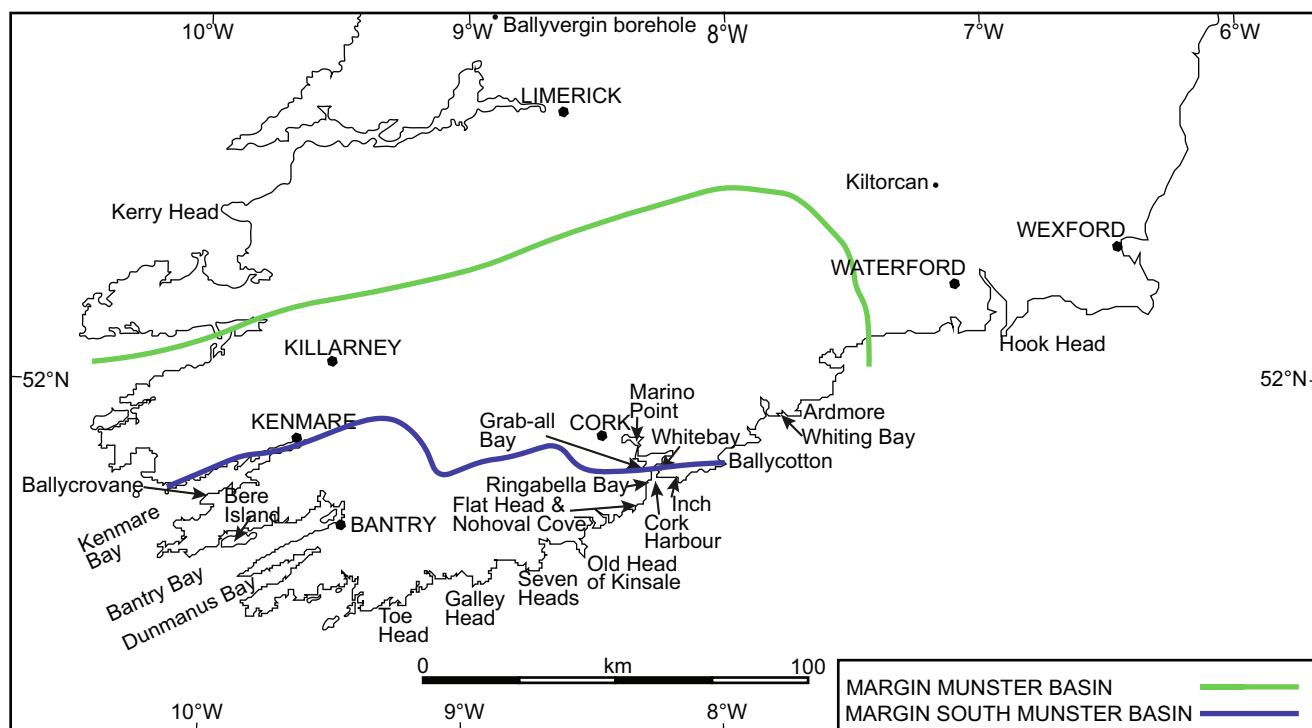 10°W
9°W
8°W
7°W
6°W
Ballyvergin borehole
LIMERICK
Kiltorcan
Kerry Head
WEXFORD
WATERFORD
Hook Head
KILLARNEY
52°N
52°N
Marino
Point
KENMARE
Grab-all
Bay
CORK
Whitebay
Ardmore
Whiting Bay
Ballycotton
Ballycrovane
Ringabella Bay
Bere
Island
Flat Head &
Nohoval Cove
Inch
Cork
Harbour
Kenmare
Bay
BANTRY
Old Head
of Kinsale
Bantry Bay
Seven
Heads
Dunmanus Bay
Galley
Head
Toe
Head
0 km 100
MARGIN MUNSTER BASIN
MARGIN SOUTH MUNSTER BASIN
10°W
9°W
8°W